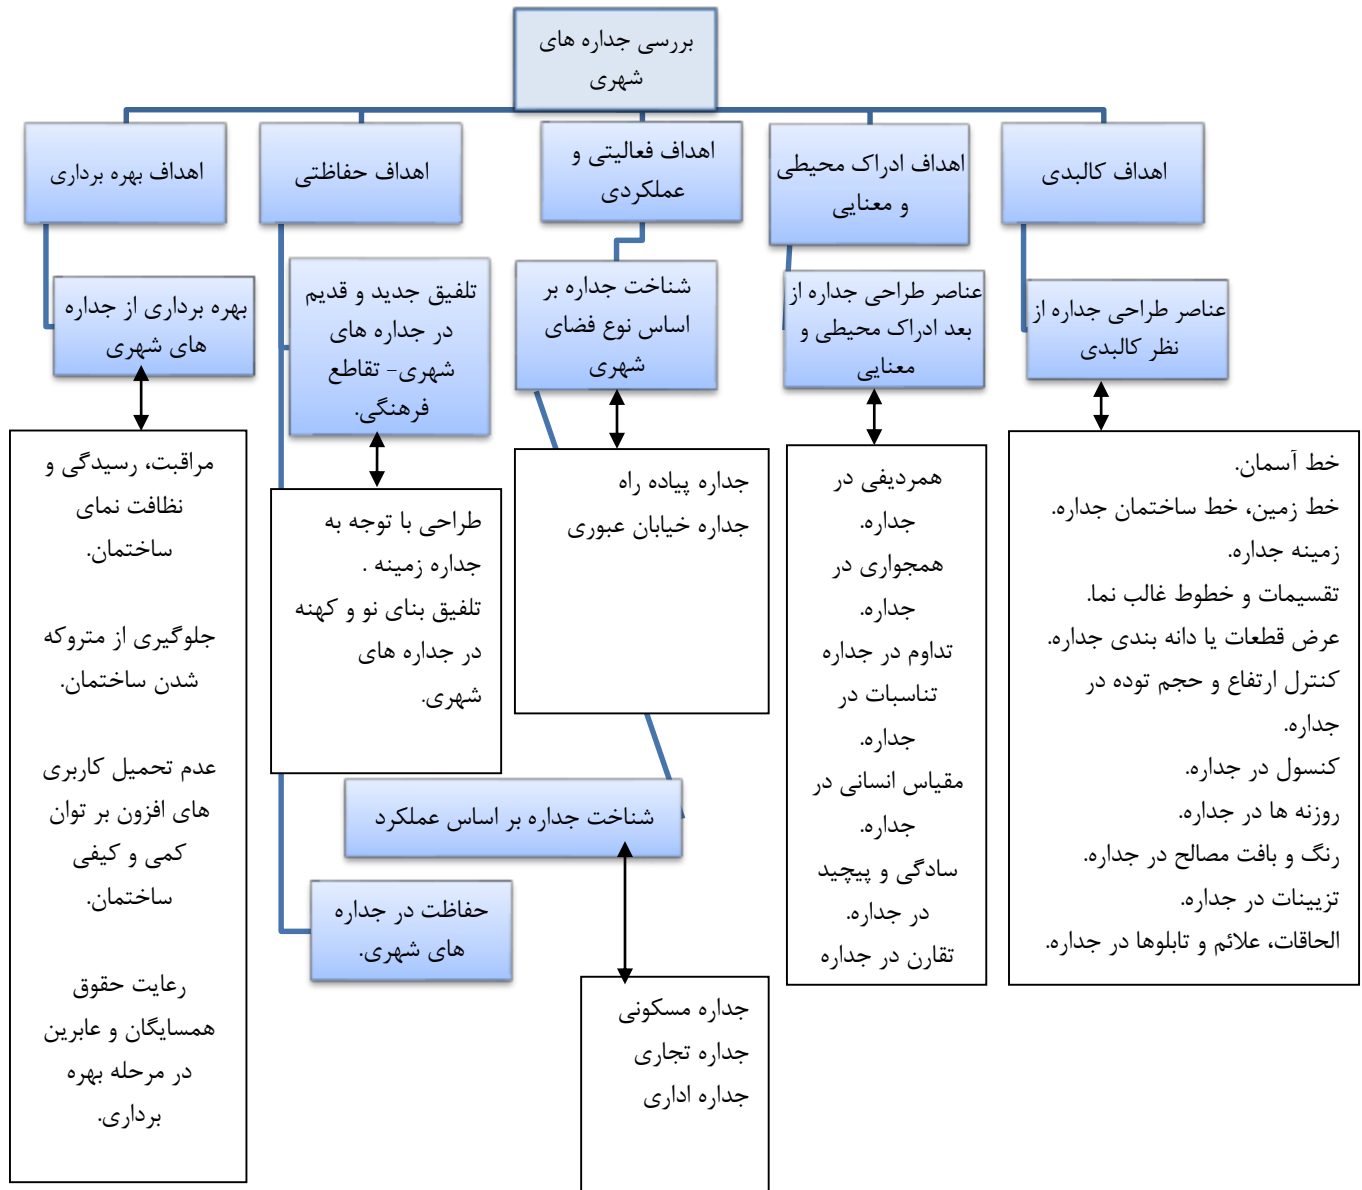 بررسی جداره های
شهری
اهداف کالبدی
اهداف ادراک محیطی
و معنایی
اهداف فعالیتی و
عملکردی
اهداف حفاظتی
اهداف بهره برداری
عناصر طراحی جداره از
نظر کالبدی
عناصر طراحی جداره از
بعد ادراک محیطی و
معنایی
شناخت جداره بر
اساس نوع فضای
شهری
تلفیق جدید و قدیم
در جداره های
شهری- تقاطع
فرهنگی.
بهره برداری از جداره
های شهری
خط آسمان.
خط زمین، خط ساختمان جداره.
زمینه جداره.
تقسیمات و خطوط غالب نما.
عرض قطعات یا دانه بندی جداره.
کنترل ارتفاع و حجم توده در
جداره.
کنسول در جداره.
روزنه ها در جداره.
رنگ و بافت مصالح در جداره.
تزیینات در جداره.
الحاقات، علائم و تابلوها در جداره.
همردیفی در
جداره.
همجواری در
جداره.
تداوم در جداره
تناسبات در
جداره.
مقیاس انسانی در
جداره.
سادگی و پیچید
در جداره.
تقارن در جداره
جداره پیاده راه
جداره خیابان عبوری
طراحی با توجه به
جداره زمینه .
تلفیق بنای نو و کهنه
در جداره های
شهری.
مراقبت، رسیدگی و
نظافت نمای
ساختمان.
جلوگیری از متروکه
شدن ساختمان.
عدم تحمیل کاربری
های افزون بر توان
کمی و کیفی
ساختمان.
رعایت حقوق
همسایگان و عابرین
در مرحله بهره
برداری.
شناخت جداره بر اساس عملکرد
حفاظت در جداره
های شهری.
جداره مسکونی
جداره تجاری
جداره اداری